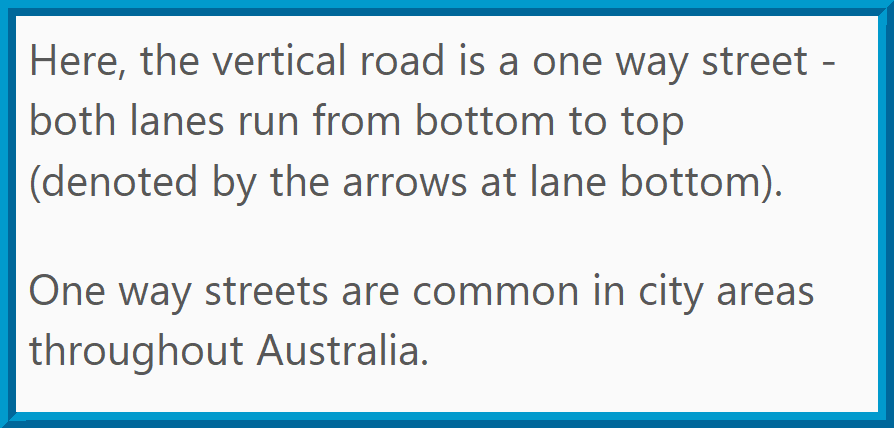 Here, the vertical road is a one way street -
both lanes run from bottom to top
(denoted by the arrows at lane bottom).
One way streets are common in city areas
throughout Australia.